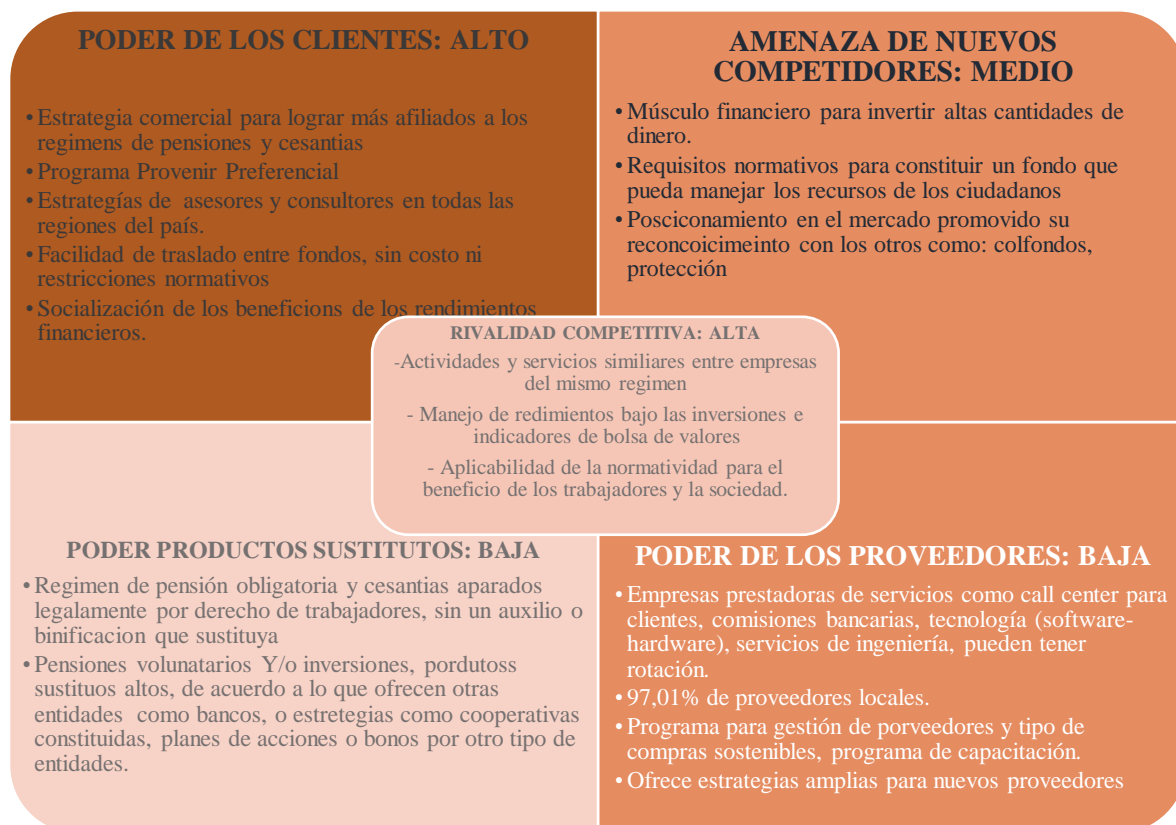 PODER DE LOS CLIENTES: ALTO
• Estrategia comercial para lograr más afiliados a los
regimens de pensiones y cesantias
• Programa Provenir Preferencial
• Estrategías de asesores y consultores en todas las
regiones del país.
• Facilidad de traslado entre fondos, sin costo ni
restricciones normativos
• Socialización de los beneficions de los rendimientos
financieros.
AMENAZA DE NUEVOS
COMPETIDORES: MEDIO
• Músculo financiero para invertir altas cantidades de
dinero.
• Requisitos normativos para constituir un fondo que
pueda manejar los recursos de los ciudadanos
• Posciconamiento en el mercado promovido su
reconcoicimeinto con los otros como: colfondos,
protección
RIVALIDAD COMPETITIVA: ALTA
-Actividades y servicios similiares entre empresas
del mismo regimen
- Manejo de redimientos bajo las inversiones e
indicadores de bolsa de valores
- Aplicabilidad de la normatividad para el
beneficio de los trabajadores y la sociedad.
PODER PRODUCTOS SUSTITUTOS: BAJA
• Regimen de pensión obligatoria y cesantias aparados
legalmente por derecho de trabajadores, sin un auxilio o
binificacion que sustituya
• Pensiones volunatarios Y/o inversiones, pordutoss
sustituos altos, de acuerdo a lo que ofrecen otras
entidades como bancos, o estretegias como cooperativas
constituidas, planes de acciones o bonos por otro tipo de
entidades.
PODER DE LOS PROVEEDORES: BAJA
• Empresas prestadoras de servicios como call center para
clientes, comisiones bancarias, tecnología (software-
hardware), servicios de ingeniería, pueden tener
rotación.
• 97,01% de proveedores locales.
• Programa para gestión de porveedores y tipo de
compras sostenibles, programa de capacitación.
• Ofrece estrategias amplias para nuevos proveedores